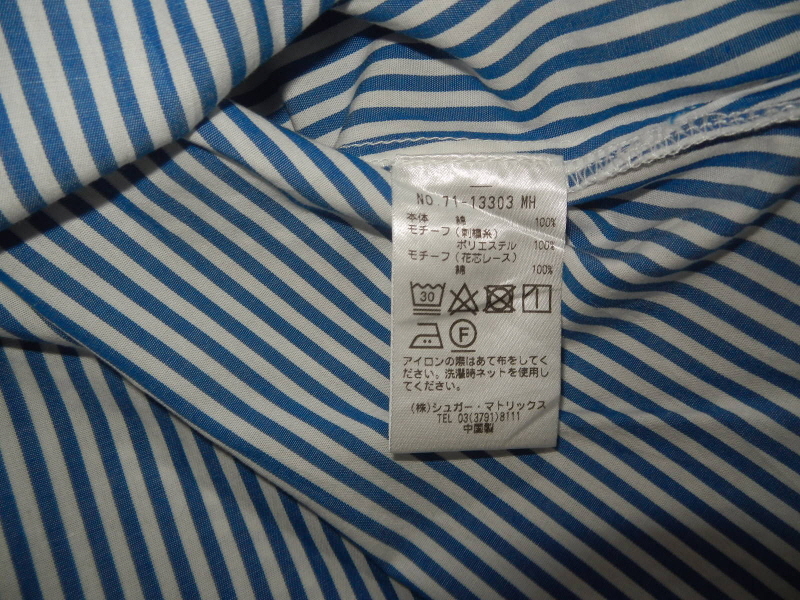 NO.71-13303 MH
本体 綿 100%
モチーフ(刺繍糸)
ポリエステル 100%
モチーフ(花芯レース)
綿 100%
30
F
アイロンの際はあて布をしてく
ださい。洗濯時ネットを使用し
てください。
(株)シュガー・マトリックス
TEL 03(3791)8111
中国製